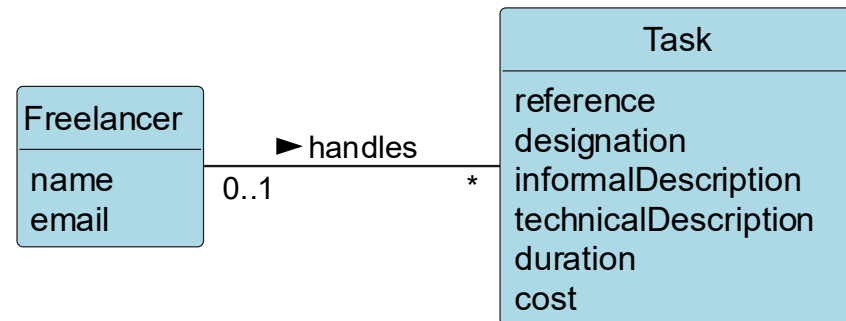 Freelancer
name
email
► handles
0..1
*
Task
reference
designation
informalDescription
technicalDescription
duration
cost